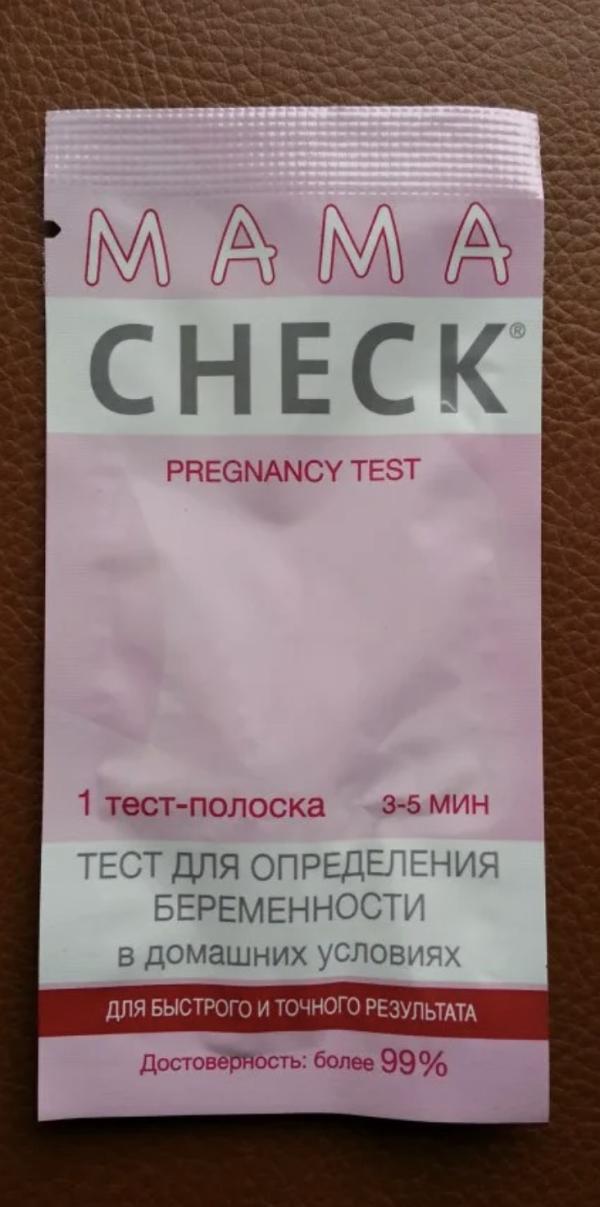 МАМА
CHECK®
PREGNANCY TEST
1 тест-полоска 3-5 МИН
ТЕСТ ДЛЯ ОПРЕДЕЛЕНИЯ
БЕРЕМЕННОСТИ
в домашних условиях
ДЛЯ БЫСТРОГО И ТОЧНОГО РЕЗУЛЬТАТА
Достоверность: более 99%